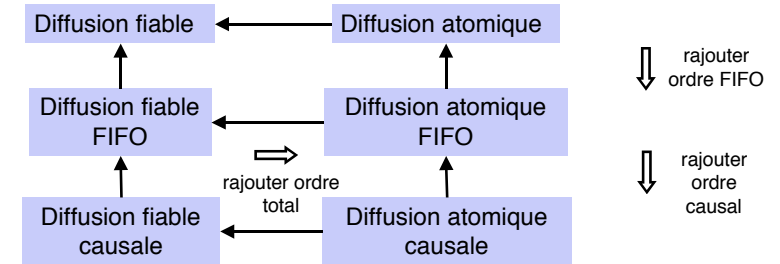 Diffusion fiable
Diffusion atomique
rajouter
ordre FIFO
Diffusion fiable
FIFO
Diffusion atomique
FIFO
rajouter ordre
total
rajouter
ordre
causal
Diffusion fiable
causale
Diffusion atomique
causale